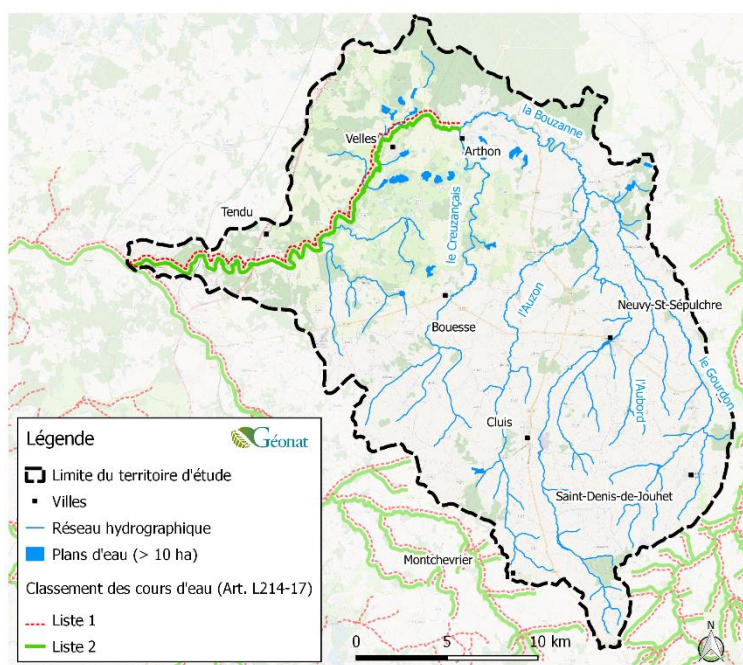 la Bouzanne
Velles
Arthon
le Creuzançais
Tendu
l'Auzon
Neuvy-St-Sépulchre
Bouesse
le Gourdon
l'Aubord
Cluis
Saint-Denis-de-Jouhet
Montchevrier
Légende
Géonat
Limite du territoire d'étude
Villes
Réseau hydrographique
Plans d'eau (> 10 ha)
Classement des cours d'eau (Art. L214-17)
Liste 1
Liste 2
0 5 10 km
N